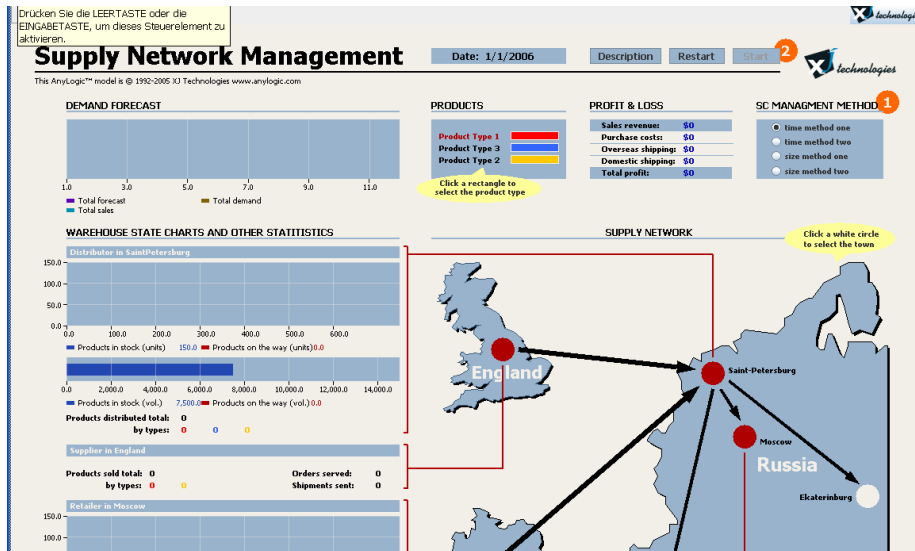 Drücken Sie die LEERTASTE oder die
EINGABETASTE, um dieses Steuerelement zu
aktivieren.
XJ technologi
Supply Network Management
Date: 1/1/2006
Description
Restart
Start
2
XJ technologies
This AnyLogic™ model is © 1992-2005 XJ Technologies www.anylogic.com
DEMAND FORECAST
1.0 3.0 5.0 7.0 9.0 11.0
Total forecast Total demand
Total sales
PRODUCTS
Product Type 1
Product Type 3
Product Type 2
Click a rectangle to
select the product type
PROFIT & LOSS
Sales revenue: $0
Purchase costs: $0
Overseas shipping: $0
Domestic shipping: $0
Total profit: $0
SC MANAGMENT METHOD
1
time method one
time method two
size method one
size method two
WAREHOUSE STATE CHARTS AND OTHER STATITISTICS
Distributor in SaintPetersburg
150.0
100.0
50.0
0.0
0.0 100.0 200.0 300.0 400.0 500.0 600.0
Products in stock (units) 150.0 Products on the way (units) 0.0
0.0 2,000.0 4,000.0 6,000.0 8,000.0 10,000.0 12,000.0 14,000.0
Products in stock (vol.) 7,500.0 Products on the way (vol.) 0.0
Products distributed total: 0
by types: 0 0 0
Supplier in England
Products sold total: 0 Orders served: 0
by types: 0 0 Shipments sent: 0
Retailer in Moscow
150.0
100.0
SUPPLY NETWORK
Click a white circle
to select the town
England
Saint-Petersburg
Moscow
Russia
Ekaterinburg